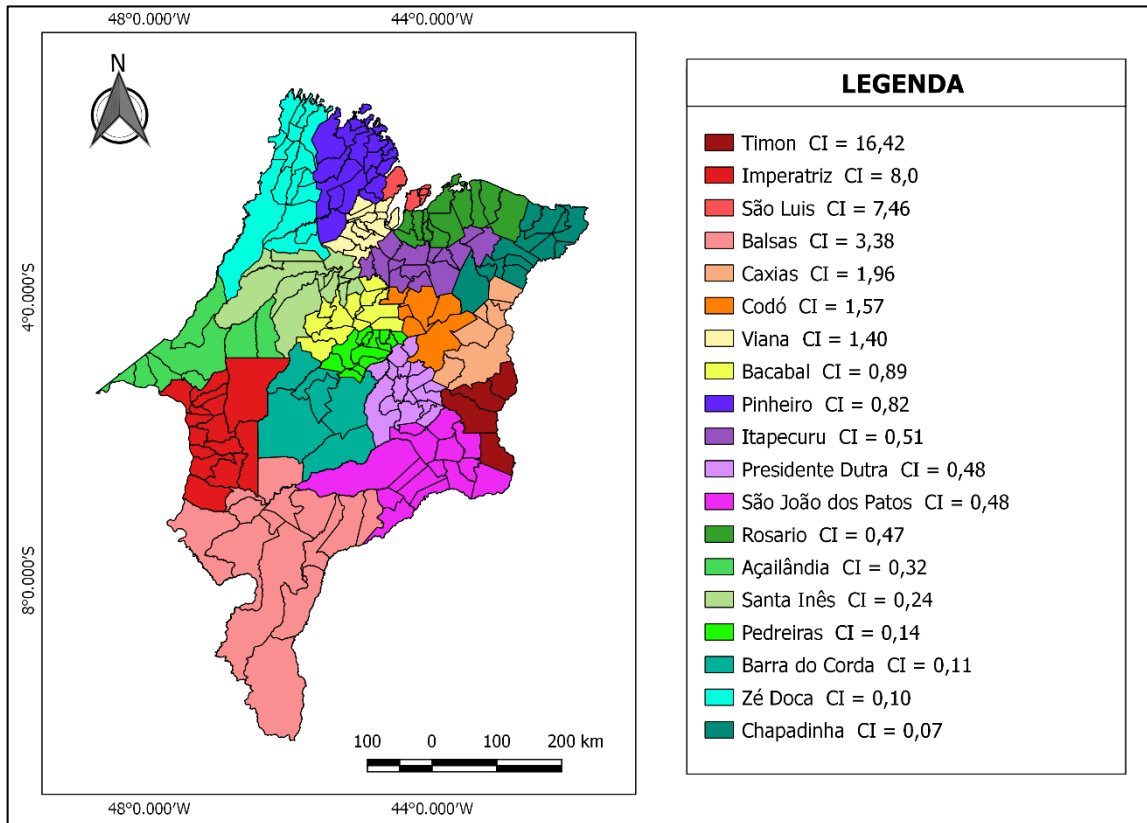 48°0.000'W 44°0.000'W
N
4°0.000'S
8°0.000'S
100 0 100 200 km
48°0.000'W 44°0.000'W
LEGENDA
Timon CI = 16,42
Imperatriz CI = 8,0
São Luis CI = 7,46
Balsas CI = 3,38
Caxias CI = 1,96
Codó CI = 1,57
Viana CI = 1,40
Bacabal CI = 0,89
Pinheiro CI = 0,82
Itapecuru CI = 0,51
Presidente Dutra CI = 0,48
São João dos Patos CI = 0,48
Rosario CI = 0,47
Açailândia CI = 0,32
Santa Inês CI = 0,24
Pedreiras CI = 0,14
Barra do Corda CI = 0,11
Zé Doca CI = 0,10
Chapadinha CI = 0,07